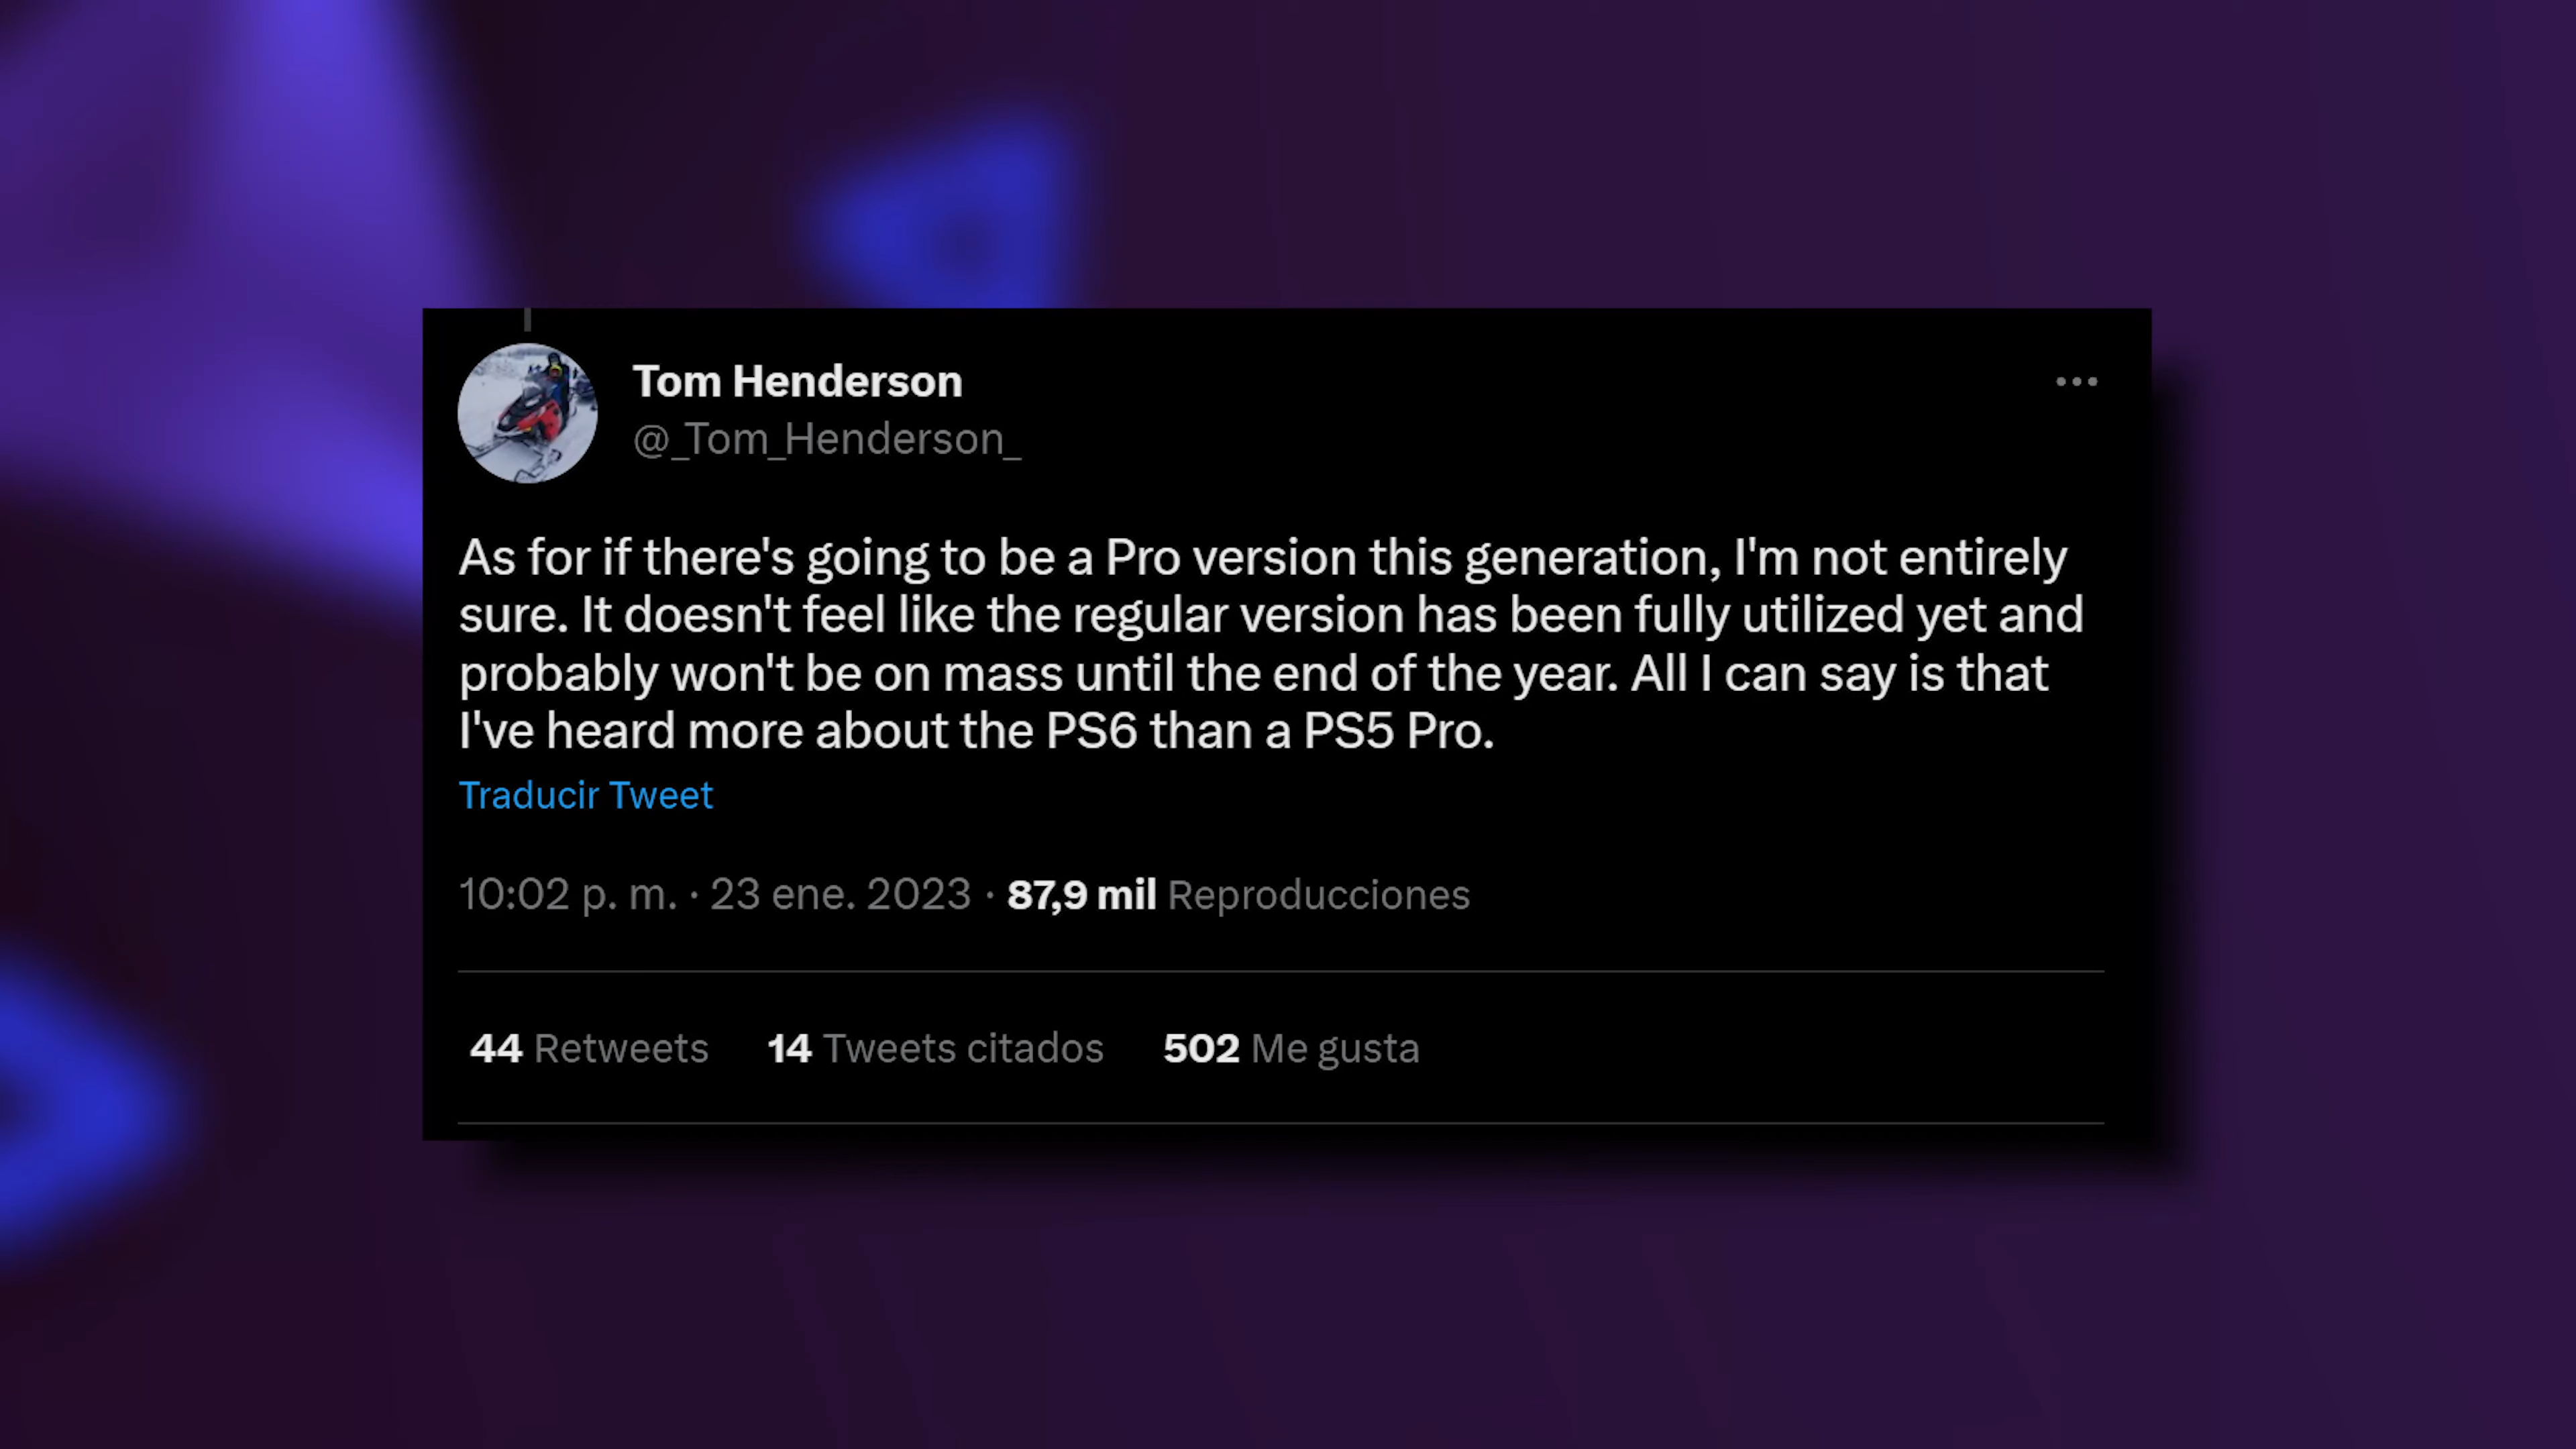 Tom Henderson
@_Tom_Henderson_
As for if there's going to be a Pro version this generation, I'm not entirely
sure. It doesn't feel like the regular version has been fully utilized yet and
probably won't be on mass until the end of the year. All I can say is that
I've heard more about the PS6 than a PS5 Pro.
Traducir Tweet
10:02 p. m. · 23 ene. 2023 · 87,9 mil Reproducciones
44 Retweets 14 Tweets citados 502 Me gusta